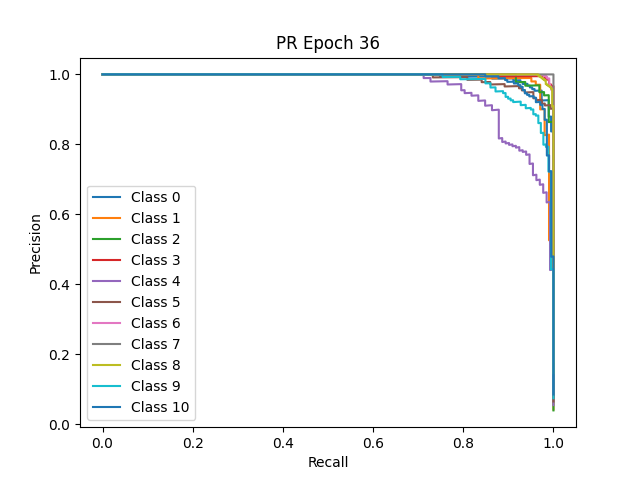 PR Epoch 36
1.0
0.8
0.6
0.4
0.2
0.0
Precision
Class 0
Class 1
Class 2
Class 3
Class 4
Class 5
Class 6
Class 7
Class 8
Class 9
Class 10
0.0 0.2 0.4 0.6 0.8 1.0
Recall